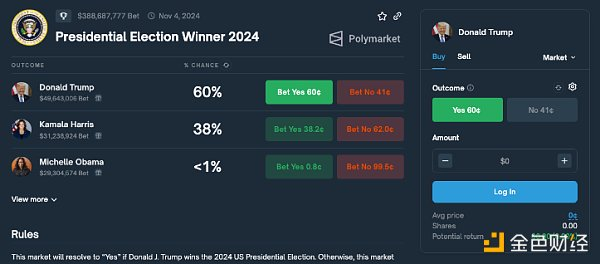 $388,687,777 Bet Nov 4, 2024
Presidential Election Winner 2024
Polymarket
OUTCOME % CHANCE
Donald Trump
$49,643,006 Bet
60%
Bet Yes 60¢
Bet No 41¢
Kamala Harris
$31,238,924 Bet
38%
Bet Yes 38.2¢
Bet No 62.0¢
Michelle Obama
$29,304,574 Bet
<1%
Bet Yes 0.8¢
Bet No 99.5¢
View more
Rules
This market will resolve to "Yes" if Donald J. Trump wins the 2024 US Presidential Election. Otherwise, this market
Donald Trump
Buy Sell Market
Outcome
Yes 60¢ No 41¢
Amount
− $0 +
Log In
Avg price 0¢
Shares 0.00
Potential return
金色财经